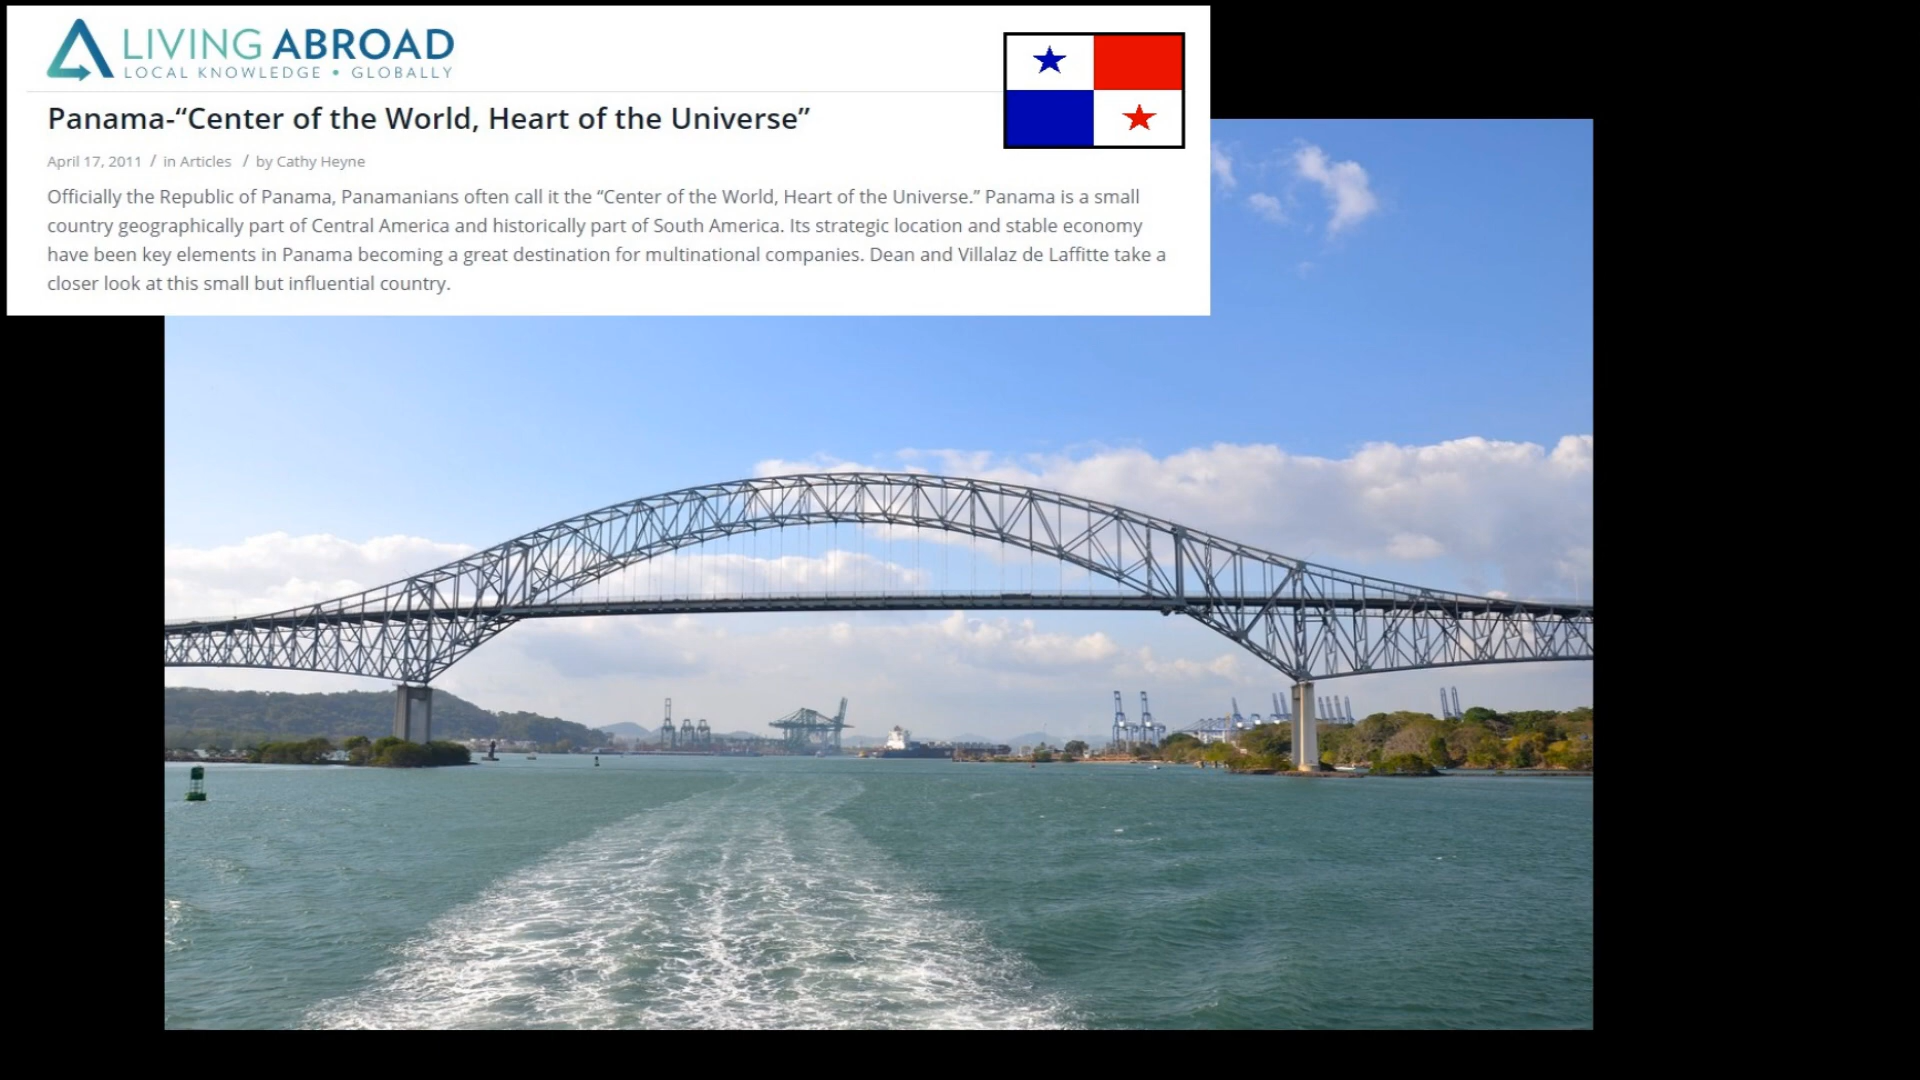 LIVING ABROAD
LOCAL KNOWLEDGE • GLOBALLY
Panama-“Center of the World, Heart of the Universe”
April 17, 2011 / in Articles / by Cathy Heyne
Officially the Republic of Panama, Panamanians often call it the “Center of the World, Heart of the Universe.” Panama is a small
country geographically part of Central America and historically part of South America. Its strategic location and stable economy
have been key elements in Panama becoming a great destination for multinational companies. Dean and Villalaz de Laffitte take a
closer look at this small but influential country.